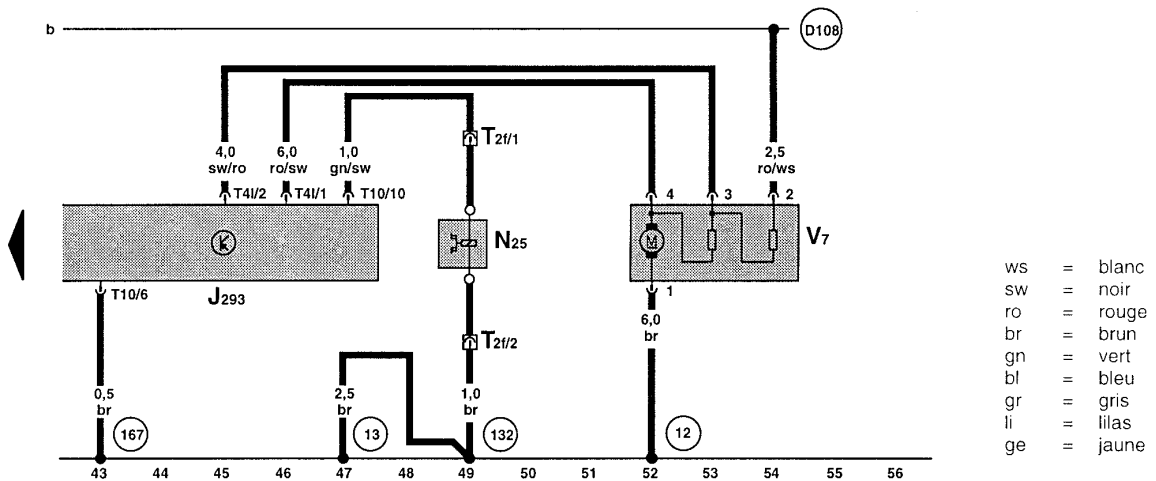 b
D108
4,0 6,0 1,0 2,5
sw/ro ro/sw gn/sw ro/ws
T2f/1
T4l/2 T4l/1 T10/10 4 3 2
N25
M
V7
T10/6
J293
1
T2f/2
6,0
br
0,5 2,5 1,0
br br br
167 13 132 12
43 44 45 46 47 48 49 50 51 52 53 54 55 56
ws = blanc
sw = noir
ro = rouge
br = brun
gn = vert
bl = bleu
gr = gris
li = lilas
ge = jaune